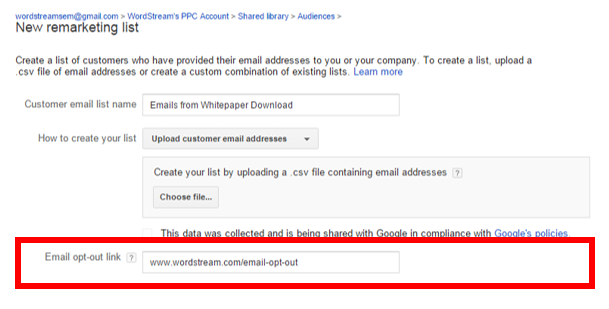 wordstreamsem@gmail.com > WordStream's PPC Account > Shared library > Audiences >
New remarketing list
Create a list of customers who have provided their email addresses to you or your company. To create a list, upload a
.csv file of email addresses or create a custom combination of existing lists. Learn more
Customer email list name Emails from Whitepaper Download
How to create your list Upload customer email addresses
Create your list by uploading a .csv file containing email addresses ?
Choose file...
This data was collected and is being shared with Google in compliance with Google's policies.
Email opt-out link ? www.wordstream.com/email-opt-out